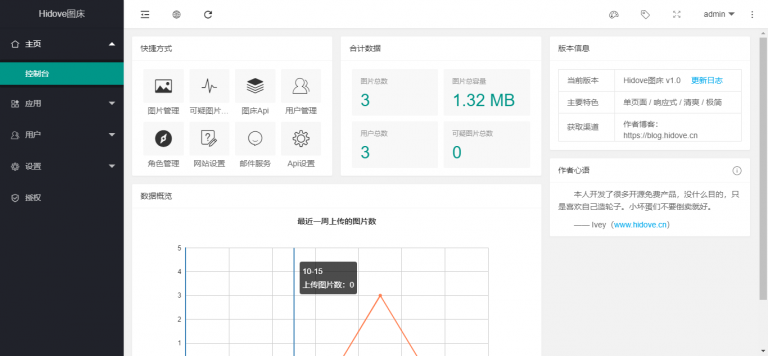 Hidove图床
admin
主页
控制台
应用
用户
设置
授权
快捷方式
图片管理
可疑图片...
图床Api
用户管理
角色管理
网站设置
邮件服务
Api设置
合计数据
图片总数
3
图片总容量
1.32 MB
用户总数
3
可疑图片总数
0
数据概览
最近一周上传的图片数
5
4
3
2
1
10-15
上传图片数: 0
版本信息
当前版本
Hidove图床 v1.0 更新日志
主要特色
单页面 / 响应式 / 清爽 / 极简
获取渠道
作者博客:
https://blog.hidove.cn
作者心语
本人开发了很多开源免费产品，没什么目的，只
是喜欢自己造轮子。小坏蛋们不要倒卖就好。
—— Ivey（www.hidove.cn）